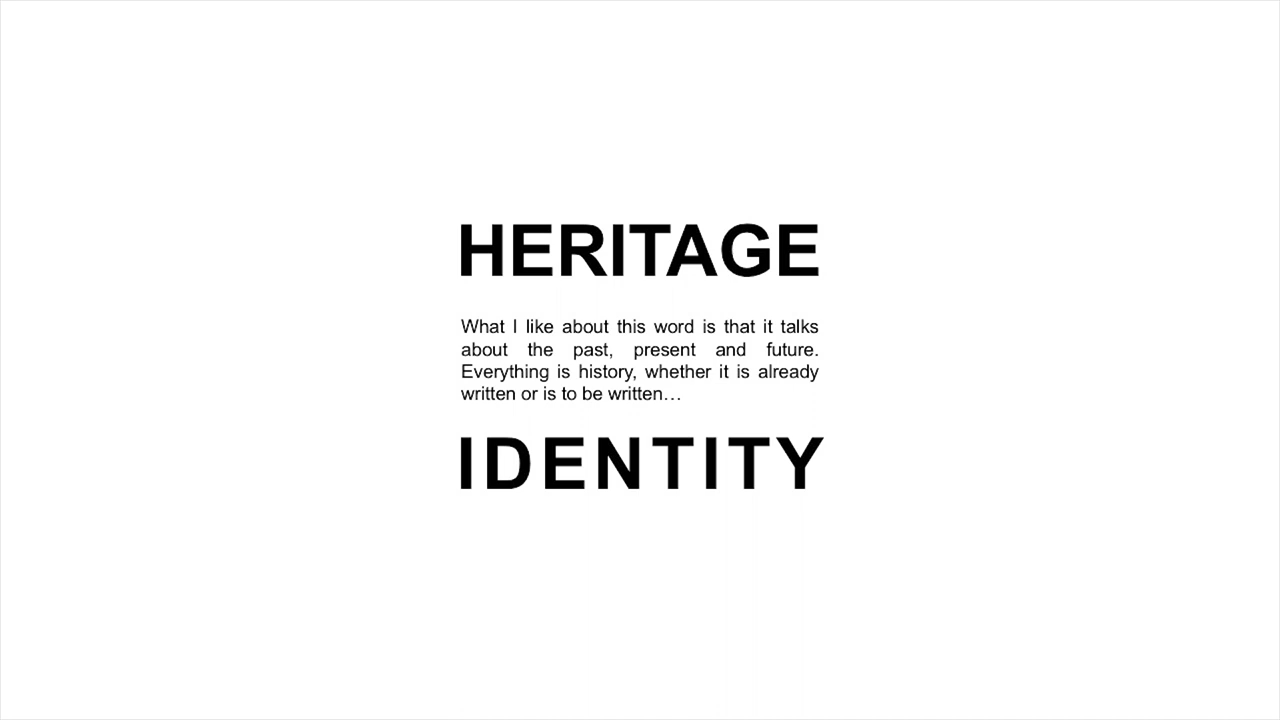 HERITAGE
What I like about this word is that it talks
about the past, present and future.
Everything is history, whether it is already
written or is to be written…
IDENTITY